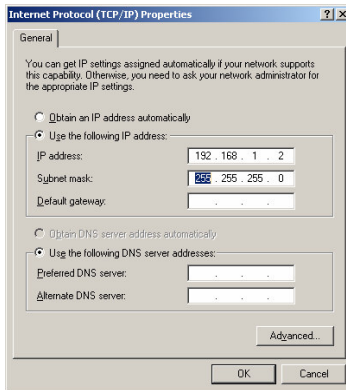 Internet Protocol (TCP/IP) Properties
General
You can get IP settings assigned automatically if your network supports
this capability. Otherwise, you need to ask your network administrator for
the appropriate IP settings.
Obtain an IP address automatically
Use the following IP address:
IP address: 192 . 168 . 1 . 2
Subnet mask: 255 . 255 . 255 . 0
Default gateway: . . .
Obtain DNS server address automatically
Use the following DNS server addresses:
Preferred DNS server: . . .
Alternate DNS server: . . .
Advanced...
OK Cancel